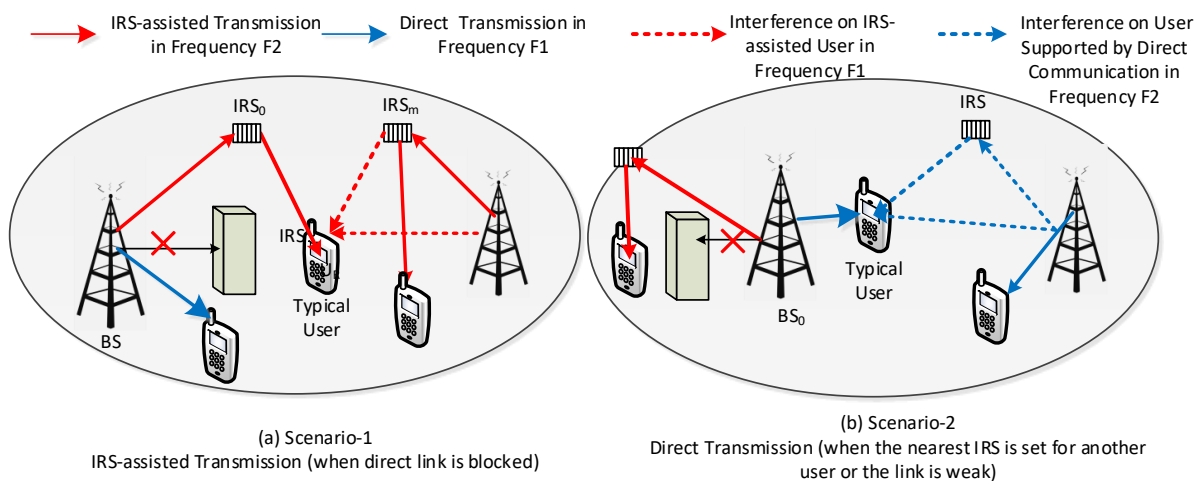 IRS-assisted Transmission
in Frequency F2
Direct Transmission in
Frequency F1
Interference on IRS-
assisted User in
Frequency F1
Interference on User
Supported by Direct
Communication in
Frequency F2
IRS0
IRSm
IRS
BS
Typical
User
(a) Scenario-1
IRS-assisted Transmission (when direct link is blocked)
IRS
BS0
Typical
User
(b) Scenario-2
Direct Transmission (when the nearest IRS is set for another
user or the link is weak)